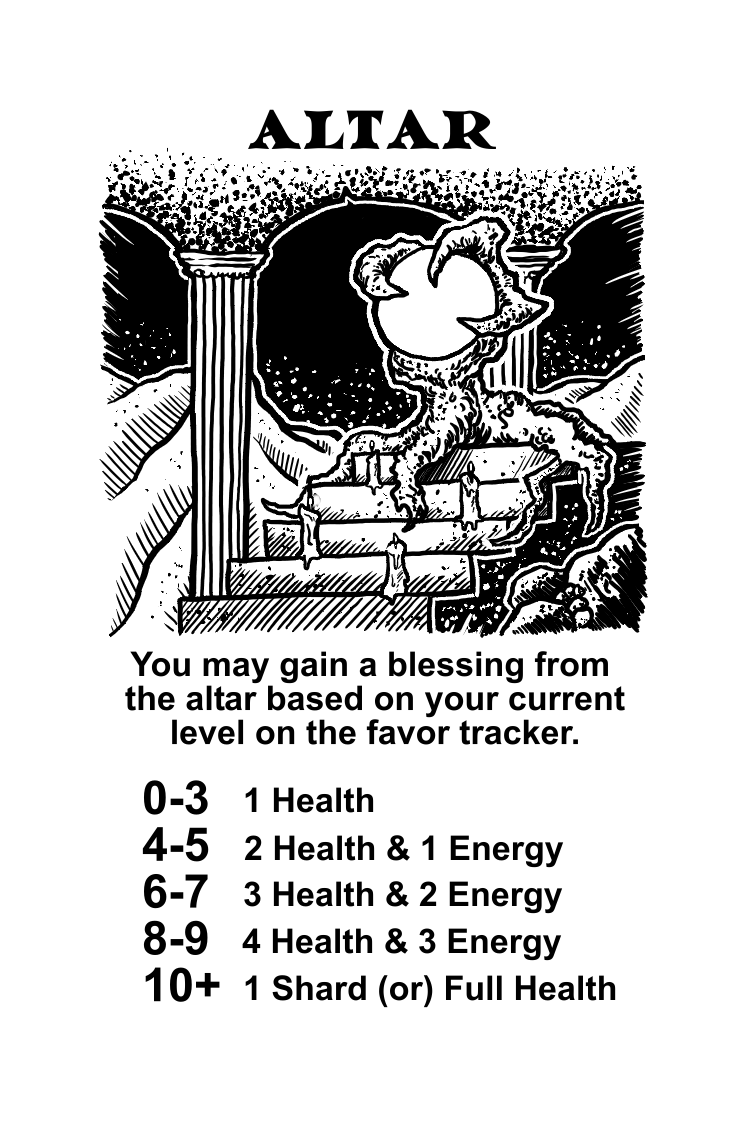 ALTAR
You may gain a blessing from
the altar based on your current
level on the favor tracker.
0-3 1 Health
4-5 2 Health & 1 Energy
6-7 3 Health & 2 Energy
8-9 4 Health & 3 Energy
10+ 1 Shard (or) Full Health